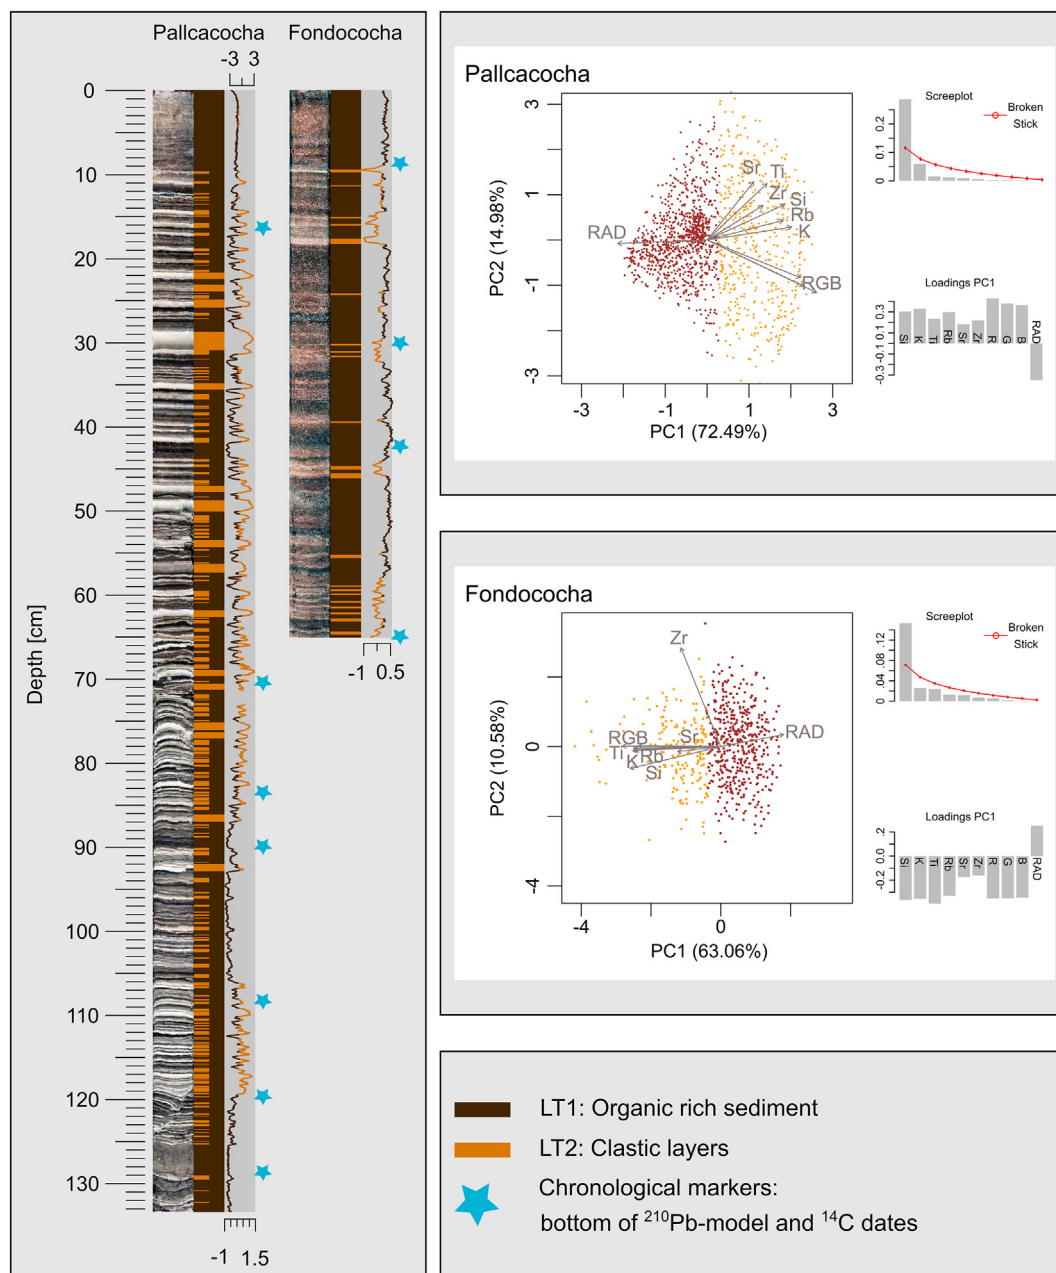 Pallcacocha
Fondococha
-3 3
0
10
20
30
40
50
60
70
80
90
100
110
120
130
Depth [cm]
-1 0.5
-1 1.5
Pallcacocha
PC2 (14.98%)
3
1
-1
-3
Sr
Ti
Zr
Si
Rb
K
RAD
RGB
-3 -1 1 3
PC1 (72.49%)
Screeplot
Broken
Stick
0.2
0.1
0
Loadings PC1
-0.3 -0.1 0.1 0.3
Si K Ti Rb Sr Zr R G B RAD
Fondococha
PC2 (10.58%)
0
-4
Zr
RGB
Sr
RAD
Ti
K
Rb
Si
-4 0
PC1 (63.06%)
Screeplot
Broken
Stick
0.12
0.08
0.04
0
Loadings PC1
-0.2 0.0 .2
Si K Ti Rb Sr Zr R G B RAD
LT1: Organic rich sediment
LT2: Clastic layers
Chronological markers:
bottom of ²¹⁰Pb-model and ¹⁴C dates